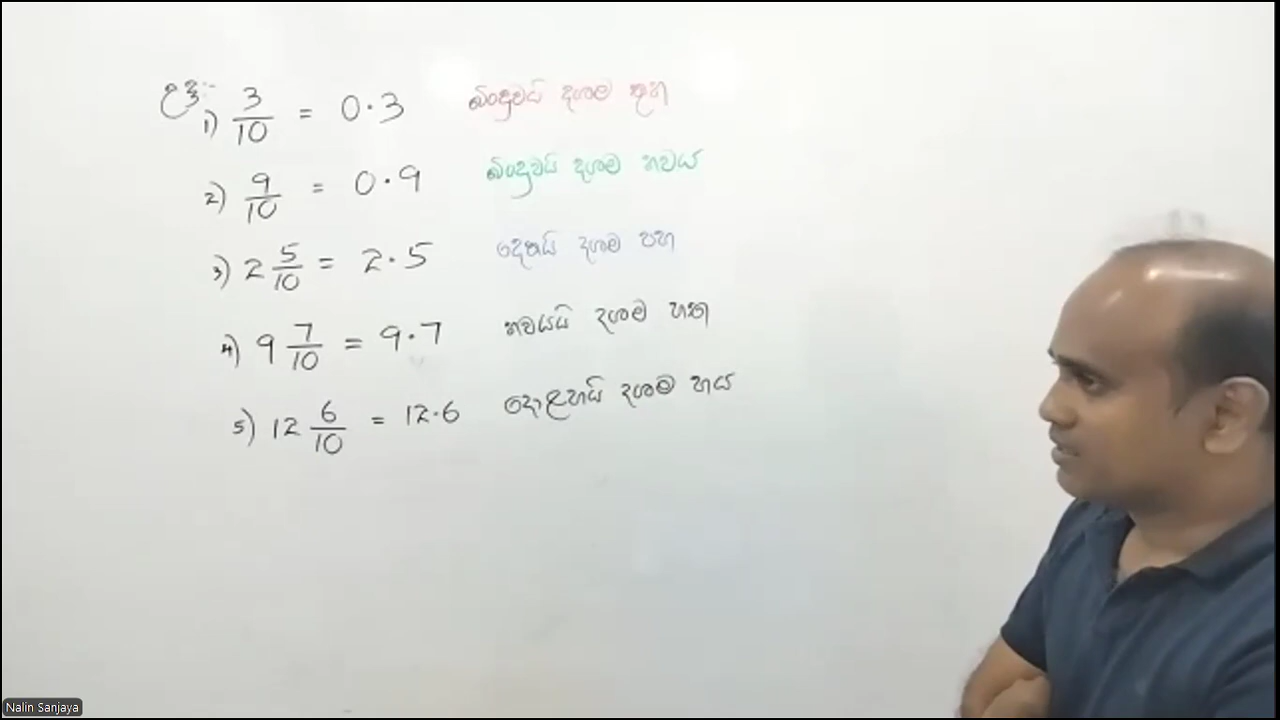 උදා:-
1) 3/10 = 0.3 බින්දුවයි දශම තුන
2) 9/10 = 0.9 බින්දුවයි දශම නවය
3) 2 5/10 = 2.5 දෙකයි දශම පහ
4) 9 7/10 = 9.7 නවයයි දශම හත
5) 12 6/10 = 12.6 දොළහයි දශම හය
Nalin Sanjaya